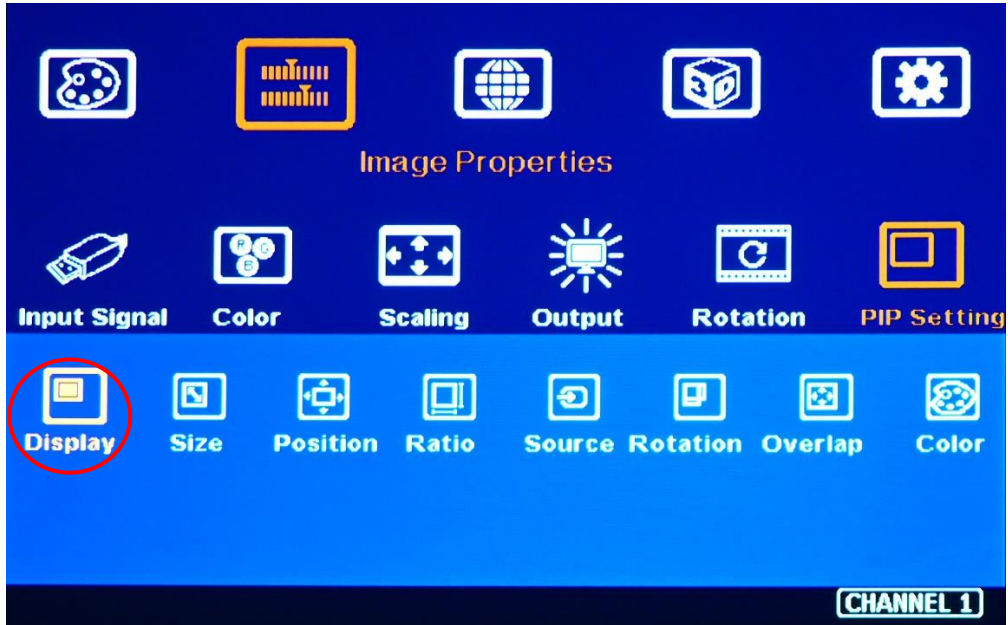 3D
Image Properties
R G B
Input Signal Color Scaling Output Rotation PIP Setting
Display Size Position Ratio Source Rotation Overlap Color
CHANNEL 1